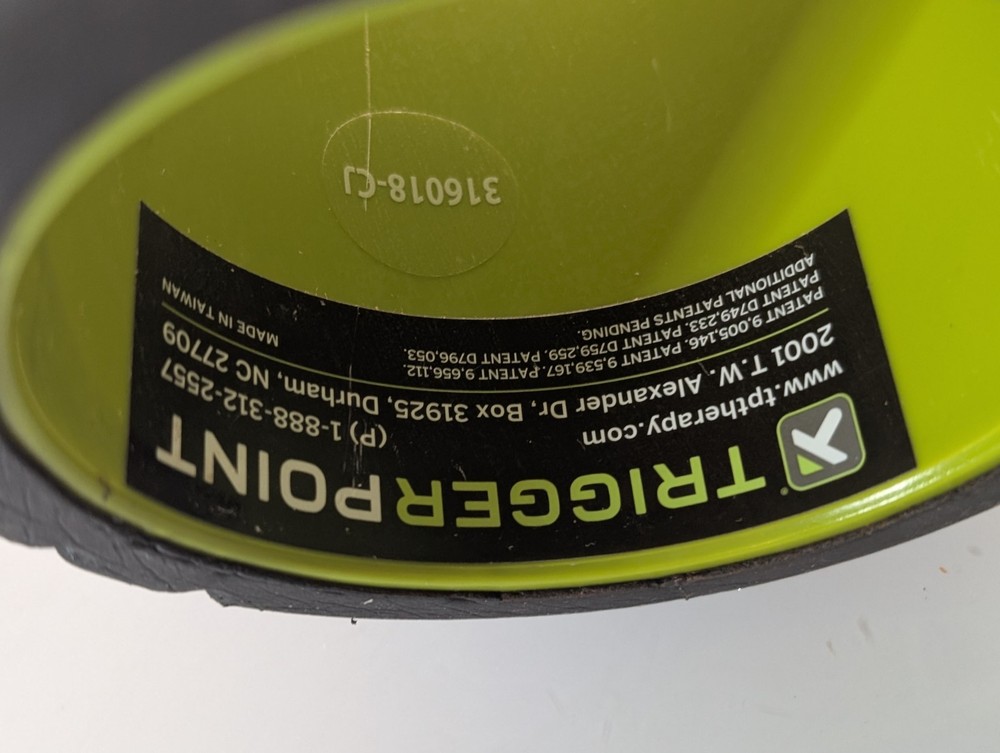 TRIGGERPOINT
www.tptherapy.com (P) 1-888-312-2557
2001 T.W. Alexander Dr, Box 31925, Durham, NC 27709
PATENT 9,005,146. PATENT 9,539,167. PATENT 9,656,112.
PATENT D749,233. PATENT D759,259. PATENT D796,053.
ADDITIONAL PATENTS PENDING.
MADE IN TAIWAN
316018-CJ